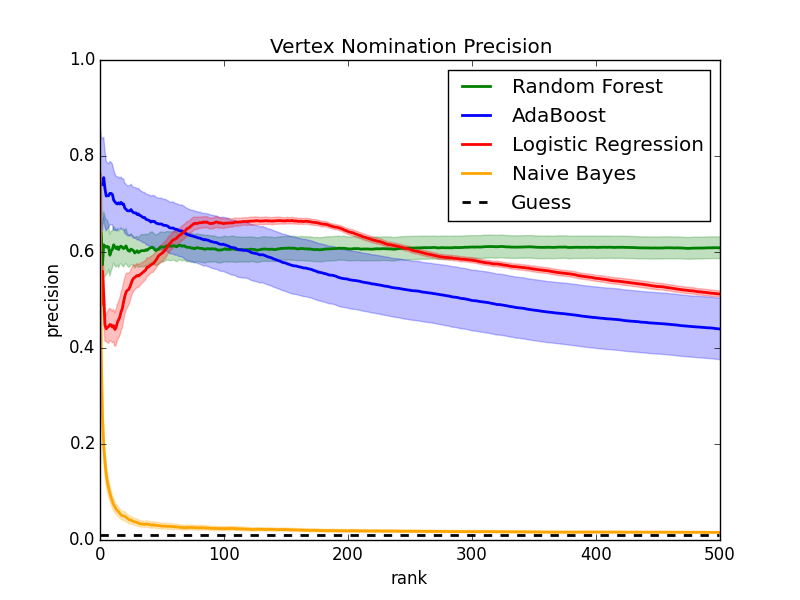 Vertex Nomination Precision
1.0
0.8
0.6
0.4
0.2
0.0
precision
Random Forest
AdaBoost
Logistic Regression
Naive Bayes
Guess
0 100 200 300 400 500
rank